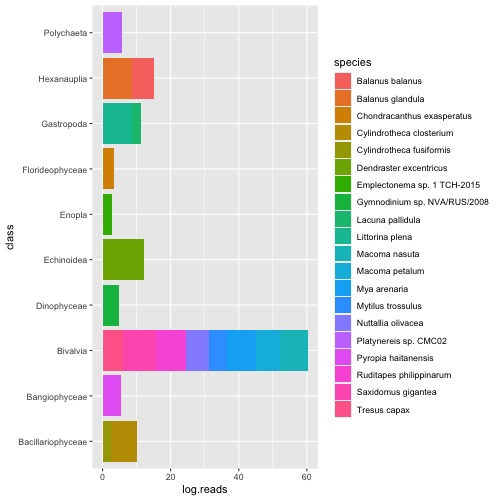 class
Polychaeta
Hexanauplia
Gastropoda
Florideophyceae
Enopla
Echinoidea
Dinophyceae
Bivalvia
Bangiophyceae
Bacillariophyceae
0 20 40 60
log.reads
species
Balanus balanus
Balanus glandula
Chondracanthus exasperatus
Cylindrotheca closterium
Cylindrotheca fusiformis
Dendraster excentricus
Emplectonema sp. 1 TCH-2015
Gymnodinium sp. NVA/RUS/2008
Lacuna pallidula
Littorina plena
Macoma nasuta
Macoma petalum
Mya arenaria
Mytilus trossulus
Nuttallia olivacea
Platynereis sp. CMC02
Pyropia haitanensis
Ruditapes philippinarum
Saxidomus gigantea
Tresus capax